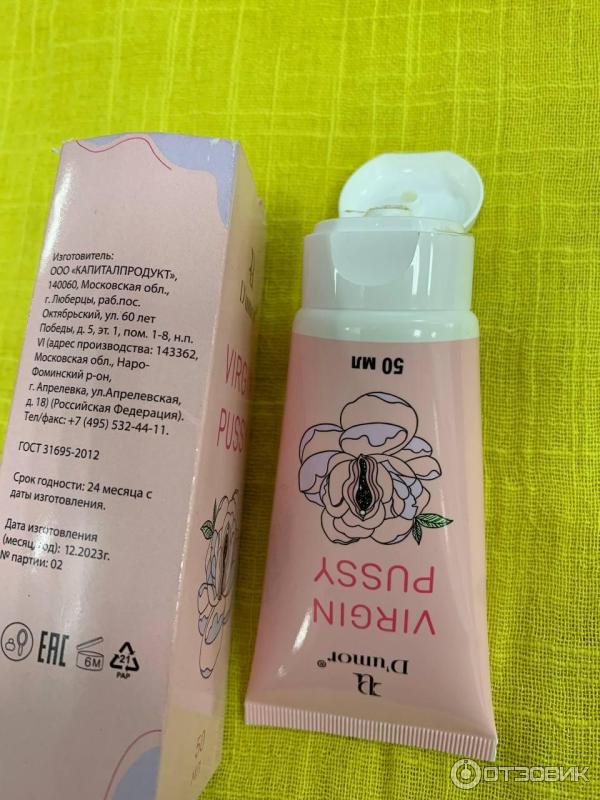 Изготовитель:
ООО «КАПИТАЛПРОДУКТ»,
140060, Московская обл.,
г. Люберцы, раб.пос.
Октябрьский, ул. 60 лет
Победы, д. 5, эт. 1, пом. 1-8, н.п.
VI (адрес производства: 143362,
Московская обл., Наро-
Фоминский р-он,
г. Апрелевка, ул.Апрелевская,
д. 18) (Российская Федерация).
Тел/факс: +7 (495) 532-44-11.
ГОСТ 31695-2012
Срок годности: 24 месяца с
даты изготовления.
Дата изготовления
(месяц, год): 12.2023г.
№ партии: 02
EAC
6M
21
PAP
D'umor
VIRGI
PUSS
50 мл
VIRGIN
PUSSY
D'umor®
ОТЗОВИК